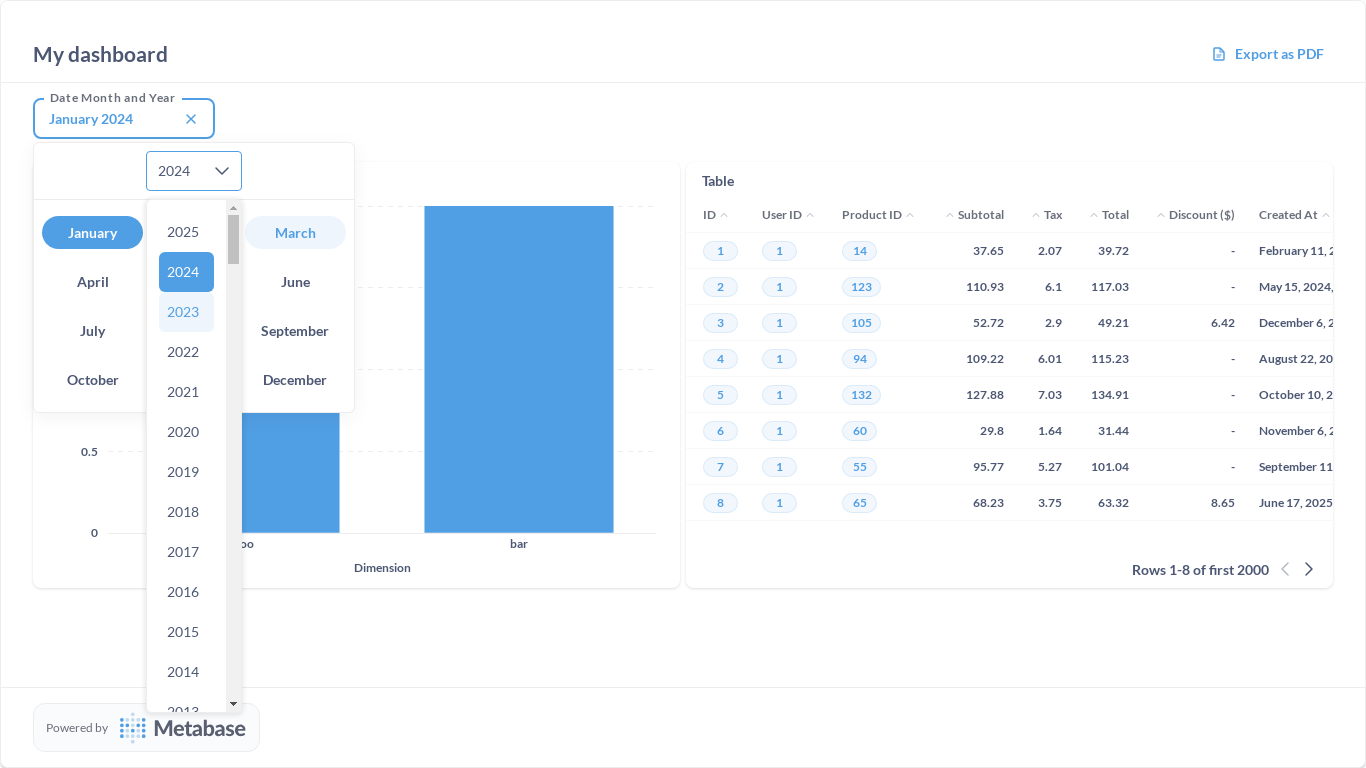 My dashboard
Export as PDF
Date Month and Year
January 2024
2024
January
March
April
June
July
September
October
December
2025
2024
2023
2022
2021
2020
2019
2018
2017
2016
2015
2014
2013
0.5
0
oo
bar
Dimension
Table
ID User ID Product ID Subtotal Tax Total Discount ($) Created At
1 1 14 37.65 2.07 39.72 - February 11, 2
2 1 123 110.93 6.1 117.03 - May 15, 2024,
3 1 105 52.72 2.9 49.21 6.42 December 6, 2
4 1 94 109.22 6.01 115.23 - August 22, 20
5 1 132 127.88 7.03 134.91 - October 10, 2
6 1 60 29.8 1.64 31.44 - November 6, 2
7 1 55 95.77 5.27 101.04 - September 11
8 1 65 68.23 3.75 63.32 8.65 June 17, 2025
Rows 1-8 of first 2000
Powered by Metabase